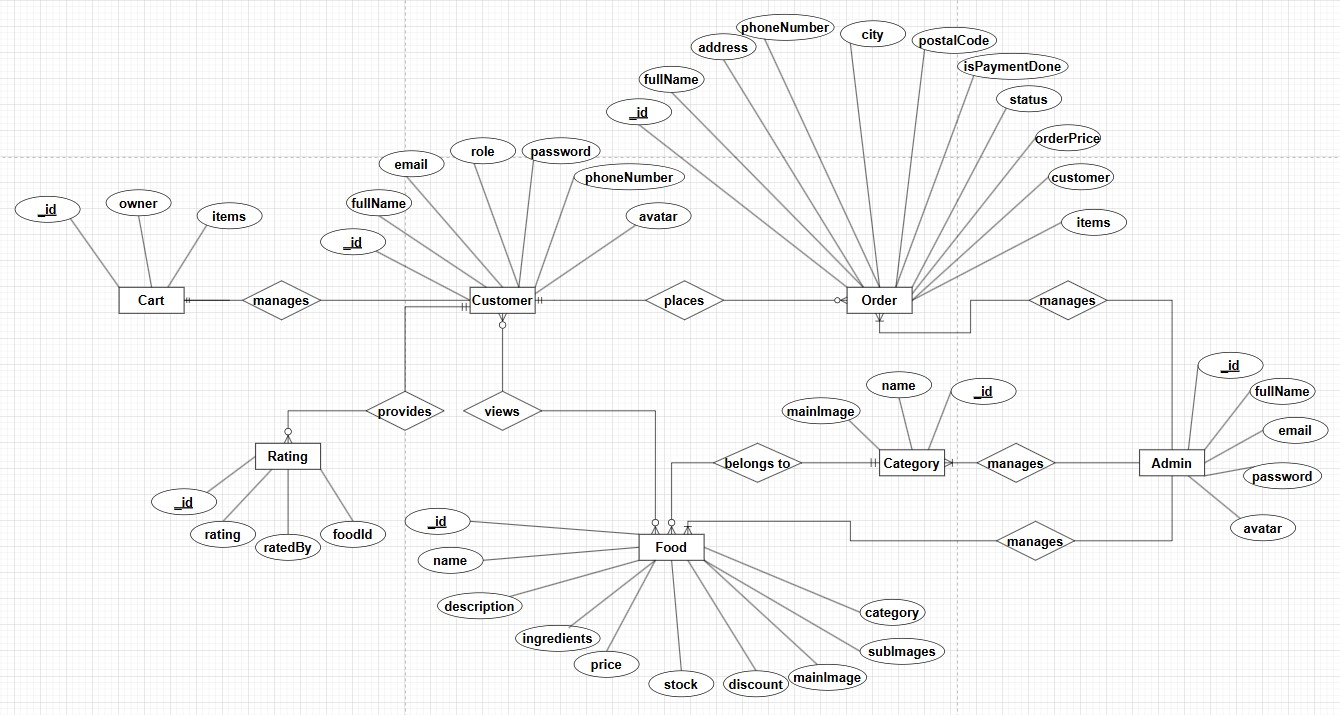 phoneNumber
city
address
postalCode
isPaymentDone
fullName
status
_id
orderPrice
email
role
password
phoneNumber
customer
_id
owner
items
fullName
avatar
items
_id
Cart
manages
Customer
places
Order
manages
_id
name
_id
fullName
mainImage
provides
views
email
Rating
belongs to
Category
manages
Admin
password
_id
rating
ratedBy
foodId
_id
avatar
Food
manages
name
description
category
ingredients
subImages
price
stock
discount
mainImage